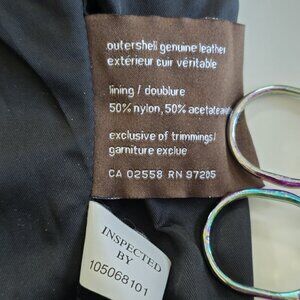 outershell genuine leather
extérieur cuir véritable
lining / doublure
50% nylon, 50% acetate
exclusive of trimmings/
garniture exclue
CA 02558 RN 97205
INSPECTED
BY
105068101